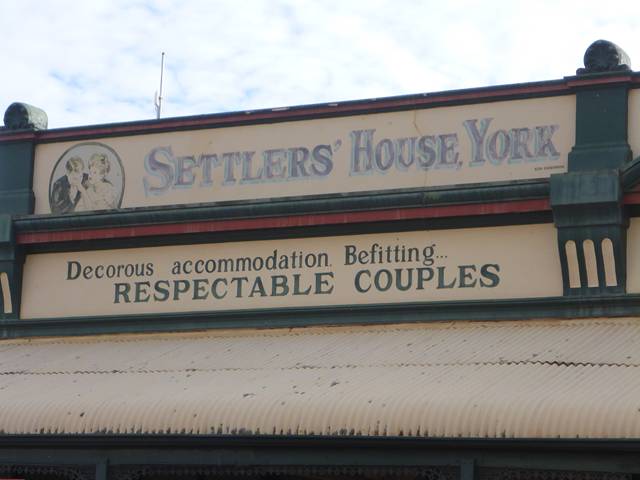 SETTLERS' HOUSE, YORK
Decorous accommodation. Befitting...
RESPECTABLE COUPLES